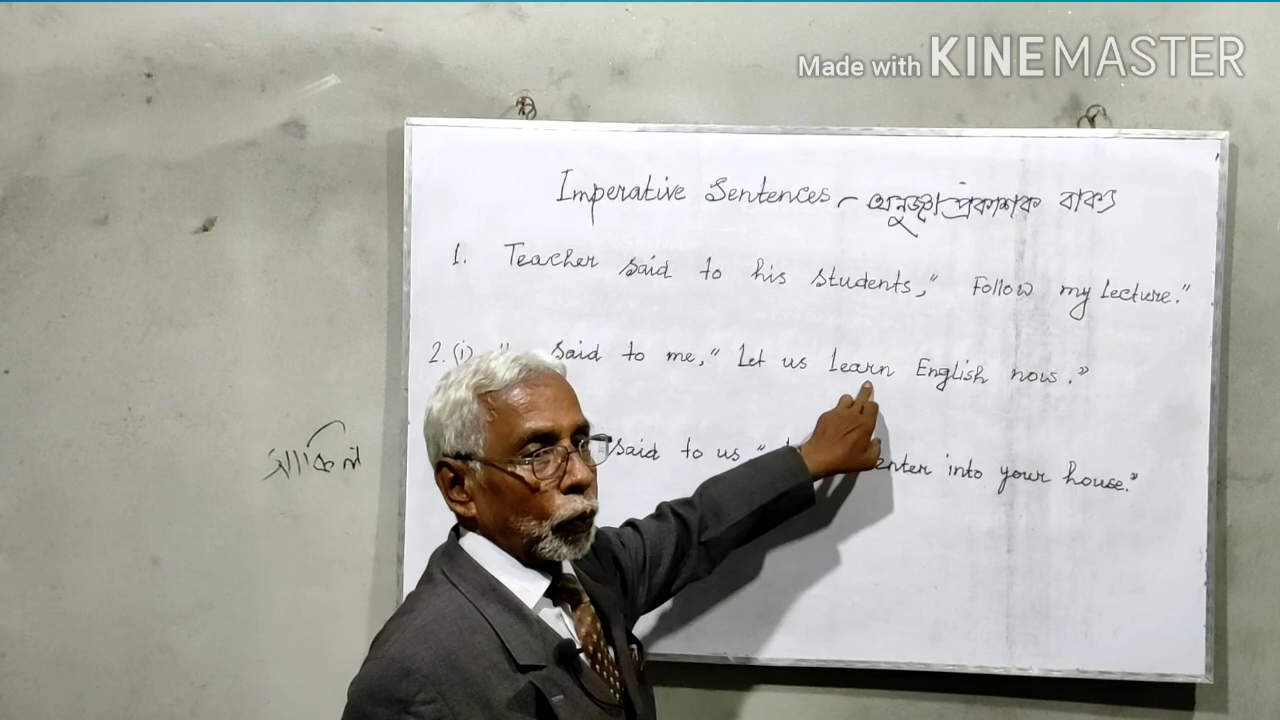 Made with KINEMASTER
Imperative Sentences - অনুজ্ঞা প্রকাশক বাক্য
1. Teacher said to his students," Follow my lecture."
2. (i) said to me," Let us learn English now."
said to us " enter into your house."